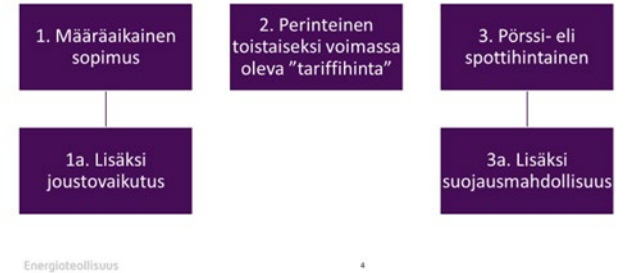 1. Määräaikainen
sopimus
2. Perinteinen
toistaiseksi voimassa
oleva ”tariffihinta”
3. Pörssi- eli
spottihintainen
1a. Lisäksi
joustovaikutus
3a. Lisäksi
suojausmahdollisuus
Energiateollisuus
4